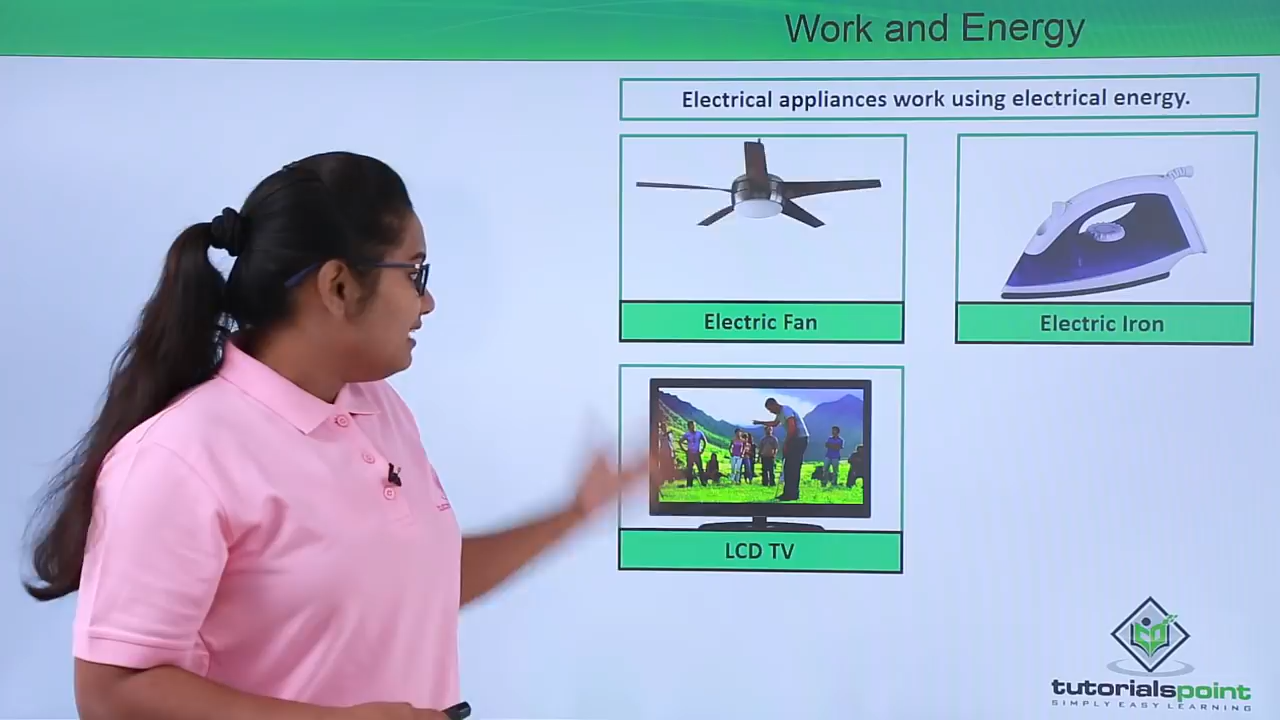 Work and Energy
Electrical appliances work using electrical energy.
Electric Fan
Electric Iron
LCD TV
tutorialspoint
SIMPLY EASY LEARNING